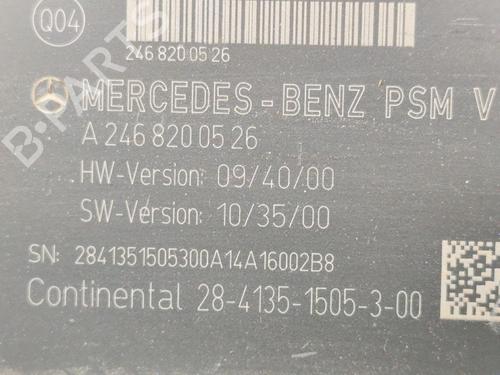 Q04
246 820 05 26
MERCEDES-BENZ PSM V
A 246 820 05 26
HW-Version: 09/40/00
SW-Version: 10/35/00
SN: 2841351505300A14A16002B8
Continental 28-4135-1505-3-00
B-PARTS